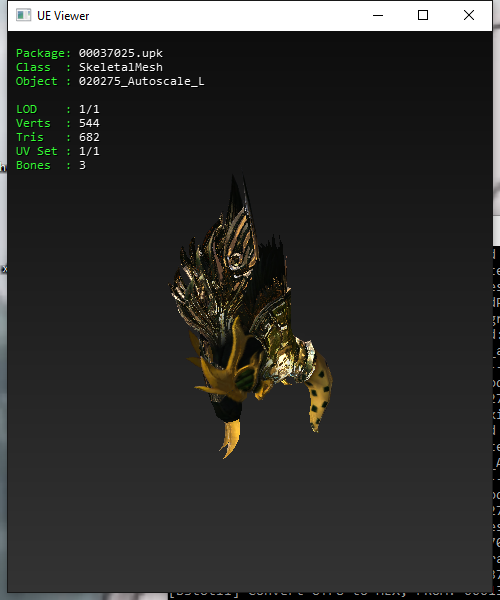 UE Viewer
Package: 00037025.upk
Class : SkeletalMesh
Object : 020275_Autoscale_L
LOD : 1/1
Verts : 544
Tris : 682
UV Set : 1/1
Bones : 3